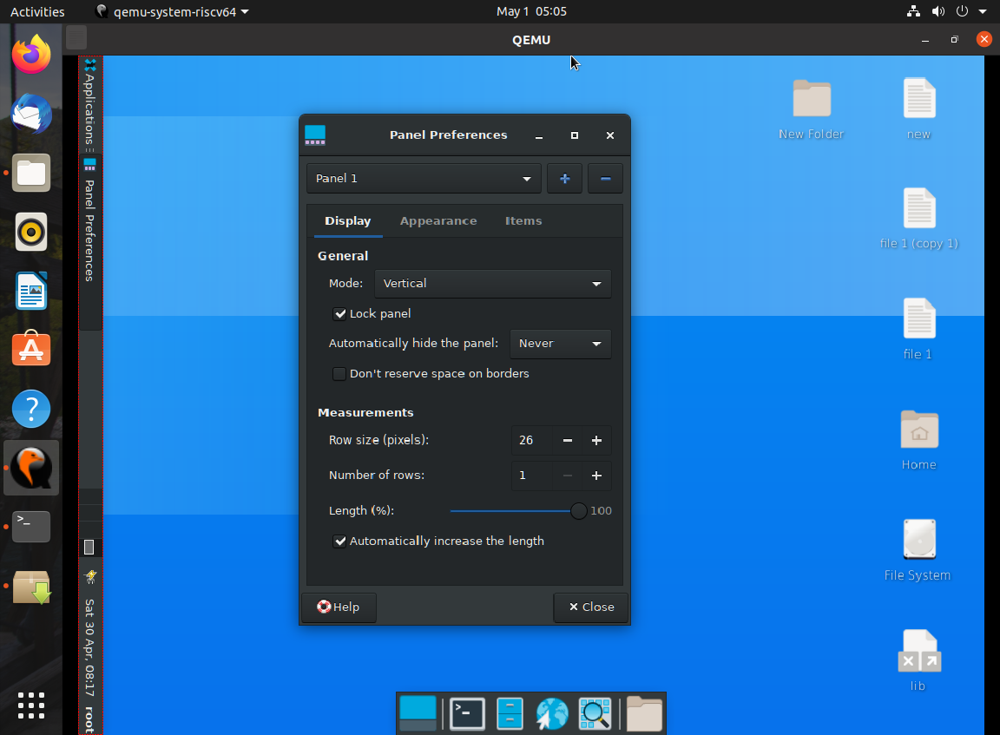 Activities
qemu-system-riscv64
May 1 05:05
QEMU
Applications
Panel Preferences
Sat 30 Apr, 08:17
root
Panel Preferences
Panel 1
Display
Appearance
Items
General
Mode:
Vertical
Lock panel
Automatically hide the panel:
Never
Don't reserve space on borders
Measurements
Row size (pixels):
26
Number of rows:
1
Length (%):
100
Automatically increase the length
Help
Close
New Folder
new
file 1 (copy 1)
file 1
Home
File System
lib